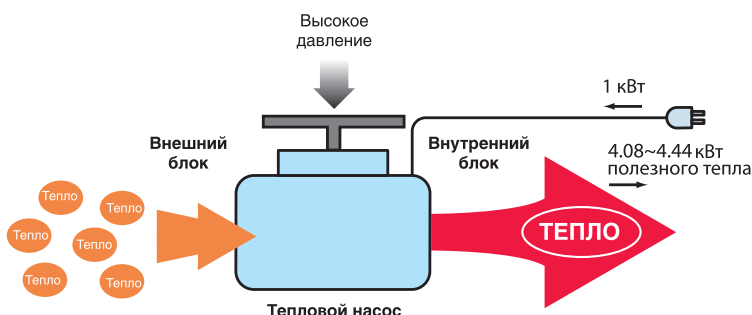 Высокое
давление
1 кВт
Внешний
блок
Внутренний
блок
4.08~4.44 кВт
полезного тепла
Тепло
Тепло
Тепло
Тепло
Тепло
Тепло
ТЕПЛО
Тепловой насос